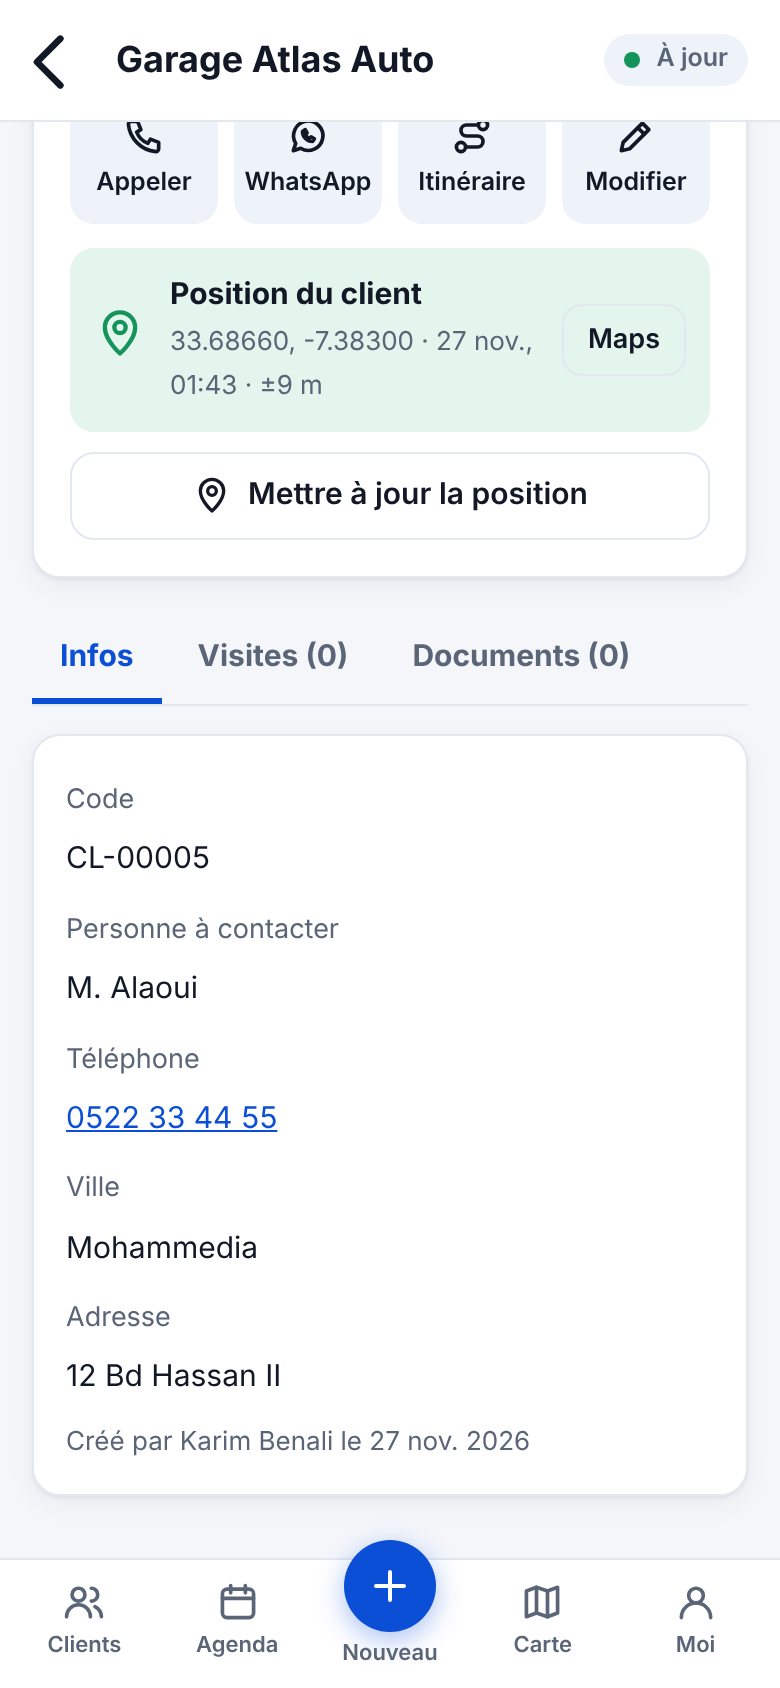 Garage Atlas Auto
À jour
Appeler
WhatsApp
Itinéraire
Modifier
Position du client
33.68660, -7.38300 · 27 nov.,
01:43 · ±9 m
Maps
Mettre à jour la position
Infos
Visites (0)
Documents (0)
Code
CL-00005
Personne à contacter
M. Alaoui
Téléphone
0522 33 44 55
Ville
Mohammedia
Adresse
12 Bd Hassan II
Créé par Karim Benali le 27 nov. 2026
Clients
Agenda
Nouveau
Carte
Moi